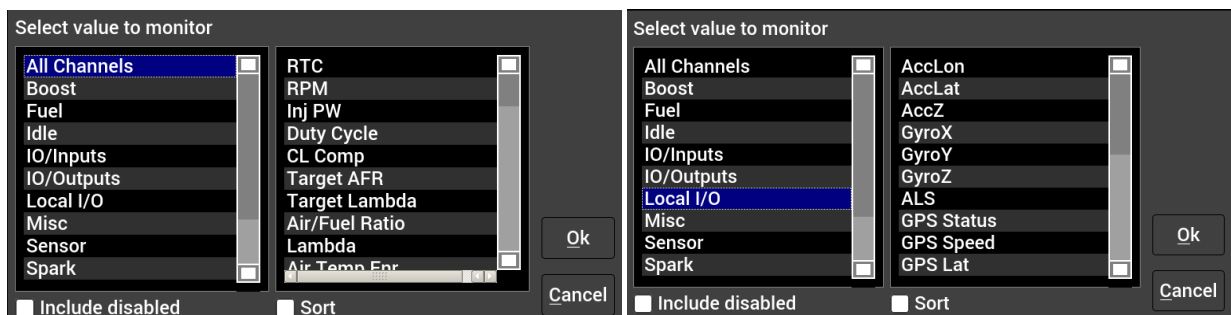 Select value to monitor
All Channels
Boost
Fuel
Idle
IO/Inputs
IO/Outputs
Local I/O
Misc
Sensor
Spark
RTC
RPM
Inj PW
Duty Cycle
CL Comp
Target AFR
Target Lambda
Air/Fuel Ratio
Lambda
Air Temp Enr
Include disabled
Sort
Ok
Cancel
Select value to monitor
All Channels
Boost
Fuel
Idle
IO/Inputs
IO/Outputs
Local I/O
Misc
Sensor
Spark
AccLon
AccLat
AccZ
GyroX
GyroY
GyroZ
ALS
GPS Status
GPS Speed
GPS Lat
Include disabled
Sort
Ok
Cancel